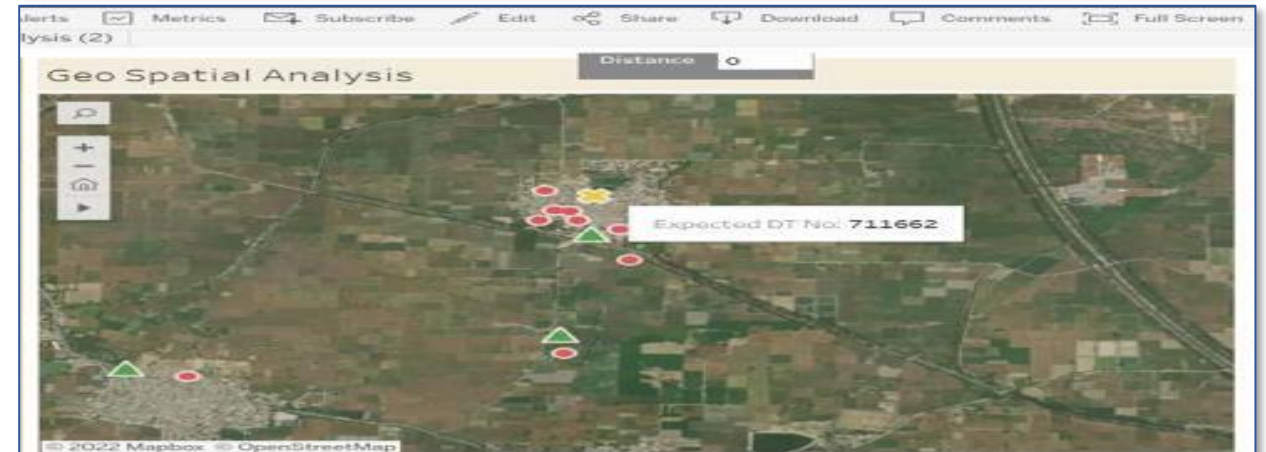 lerts Metrics Subscribe Edit Share Download Comments Full Screen
lysis (2)
Distance 0
Geo Spatial Analysis
Expected DT No: 711662
© 2022 Mapbox © OpenStreetMap